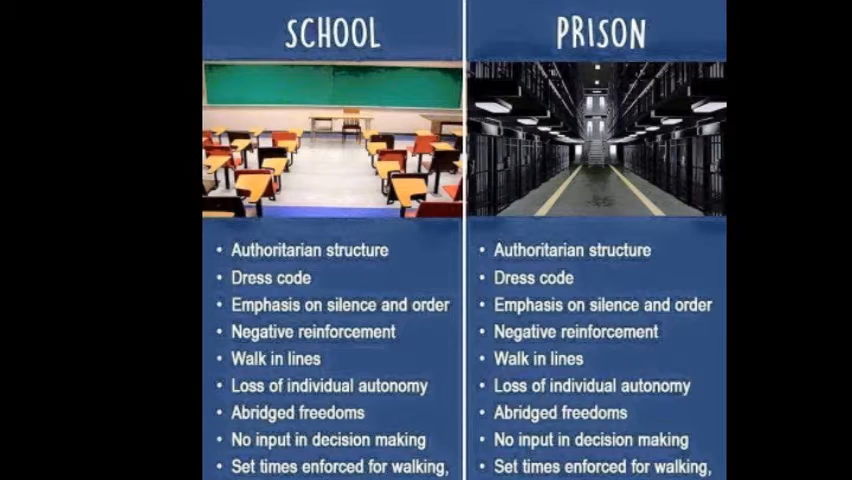 SCHOOL
• Authoritarian structure
• Dress code
• Emphasis on silence and order
• Negative reinforcement
• Walk in lines
• Loss of individual autonomy
• Abridged freedoms
• No input in decision making
• Set times enforced for walking,
PRISON
• Authoritarian structure
• Dress code
• Emphasis on silence and order
• Negative reinforcement
• Walk in lines
• Loss of individual autonomy
• Abridged freedoms
• No input in decision making
• Set times enforced for walking,